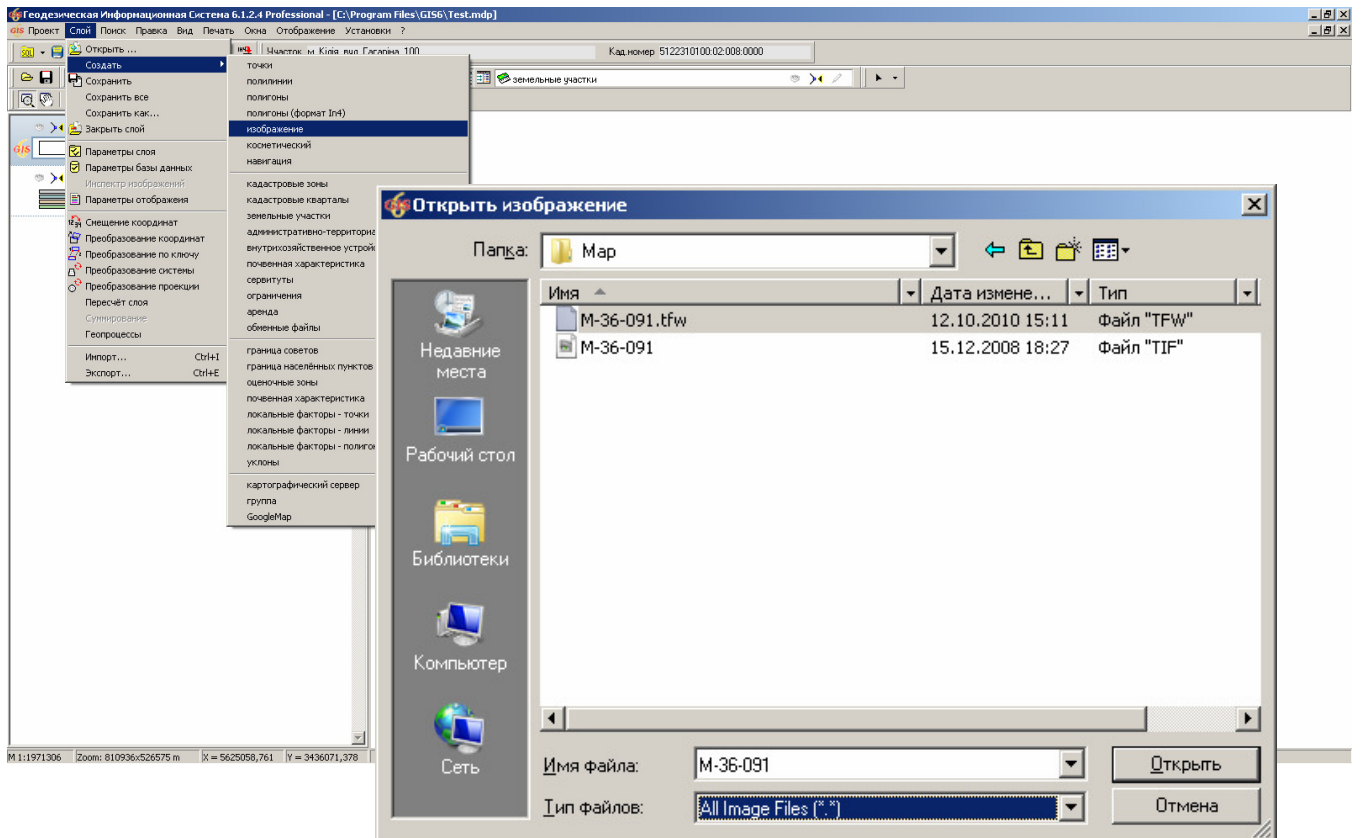 Геодезическая Информационная Система 6.1.2.4 Professional - [C:\Program Files\GIS6\Test.mdp]
GIS Проект Слой Поиск Правка Вид Печать Окна Отображение Установки ?
SQL Участок м. Кілія, вул. Гагаріна, 100 Кад.номер 5122310100:02:008:0000
земельные участки
GIS
Открыть ...
Создать
Сохранить
Сохранить все
Сохранить как...
Закрыть слой
Параметры слоя
Параметры базы данных
Инспектр изображений
Параметры отображеия
Смещение координат
Преобразование координат
Преобразование по ключу
Преобразование системы
Преобразование проекции
Пересчёт слоя
Суммирование
Геопроцессы
Импорт... Ctrl+I
Экспорт... Ctrl+E
точки
полилинии
полигоны
полигоны (формат In4)
изображение
косметический
навигация
кадастровые зоны
кадастровые кварталы
земельные участки
административно-территориа
внутрихозяйственное устрой
почвенная характеристика
сервитуты
ограничения
аренда
обменные файлы
граница советов
граница населённых пунктов
оценочные зоны
почвенная характеристика
локальные факторы - точки
локальные факторы - линии
локальные факторы - полиго
уклоны
картографический сервер
группа
GoogleMap
Открыть изображение
Папка: Map
Имя Дата измене... Тип
M-36-091.tfw 12.10.2010 15:11 Файл "TFW"
M-36-091 15.12.2008 18:27 Файл "TIF"
Недавние
места
Рабочий стол
Библиотеки
Компьютер
Сеть
Имя файла: M-36-091 Открыть
Тип файлов: All Image Files (*.*) Отмена
M 1:1971306 Zoom: 810936x526575 m X = 5625058,761 Y = 3436071,378